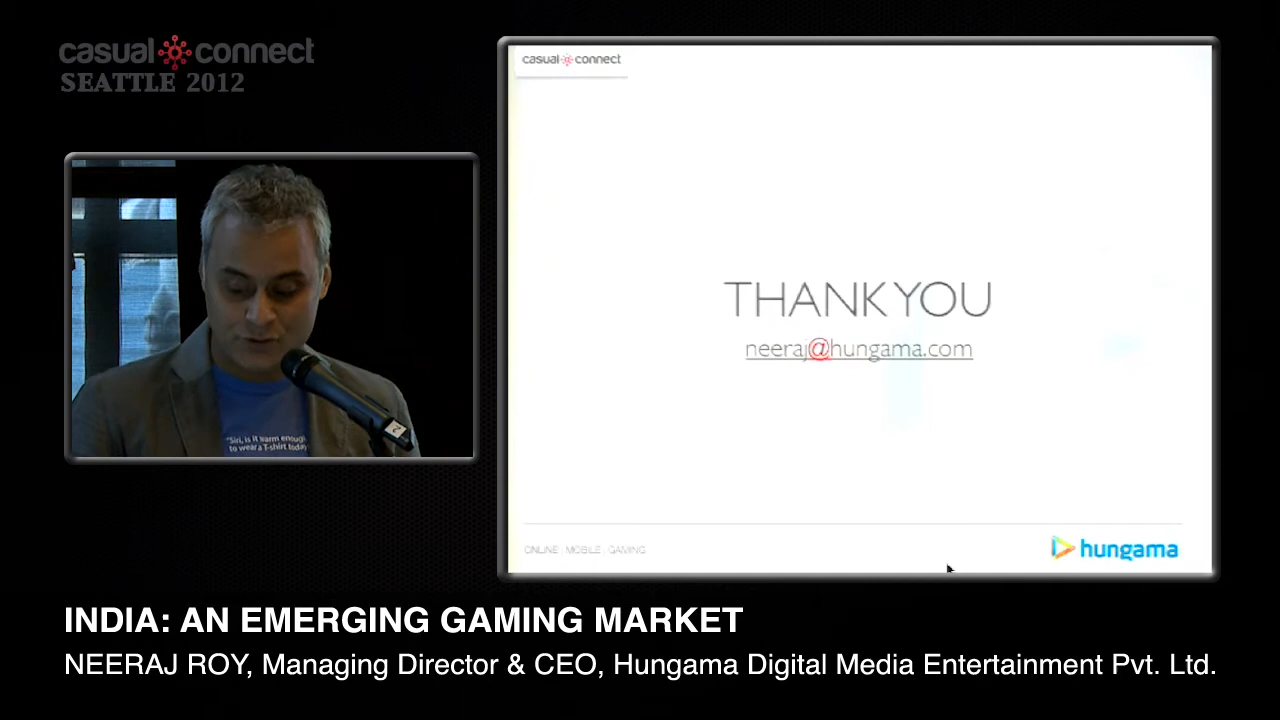 casual connect
SEATTLE 2012
casual connect
THANK YOU
neeraj@hungama.com
ONLINE | MOBILE | GAMING
hungama
"Siri, is it warm enough
to wear a T-shirt today
INDIA: AN EMERGING GAMING MARKET
NEERAJ ROY, Managing Director & CEO, Hungama Digital Media Entertainment Pvt. Ltd.